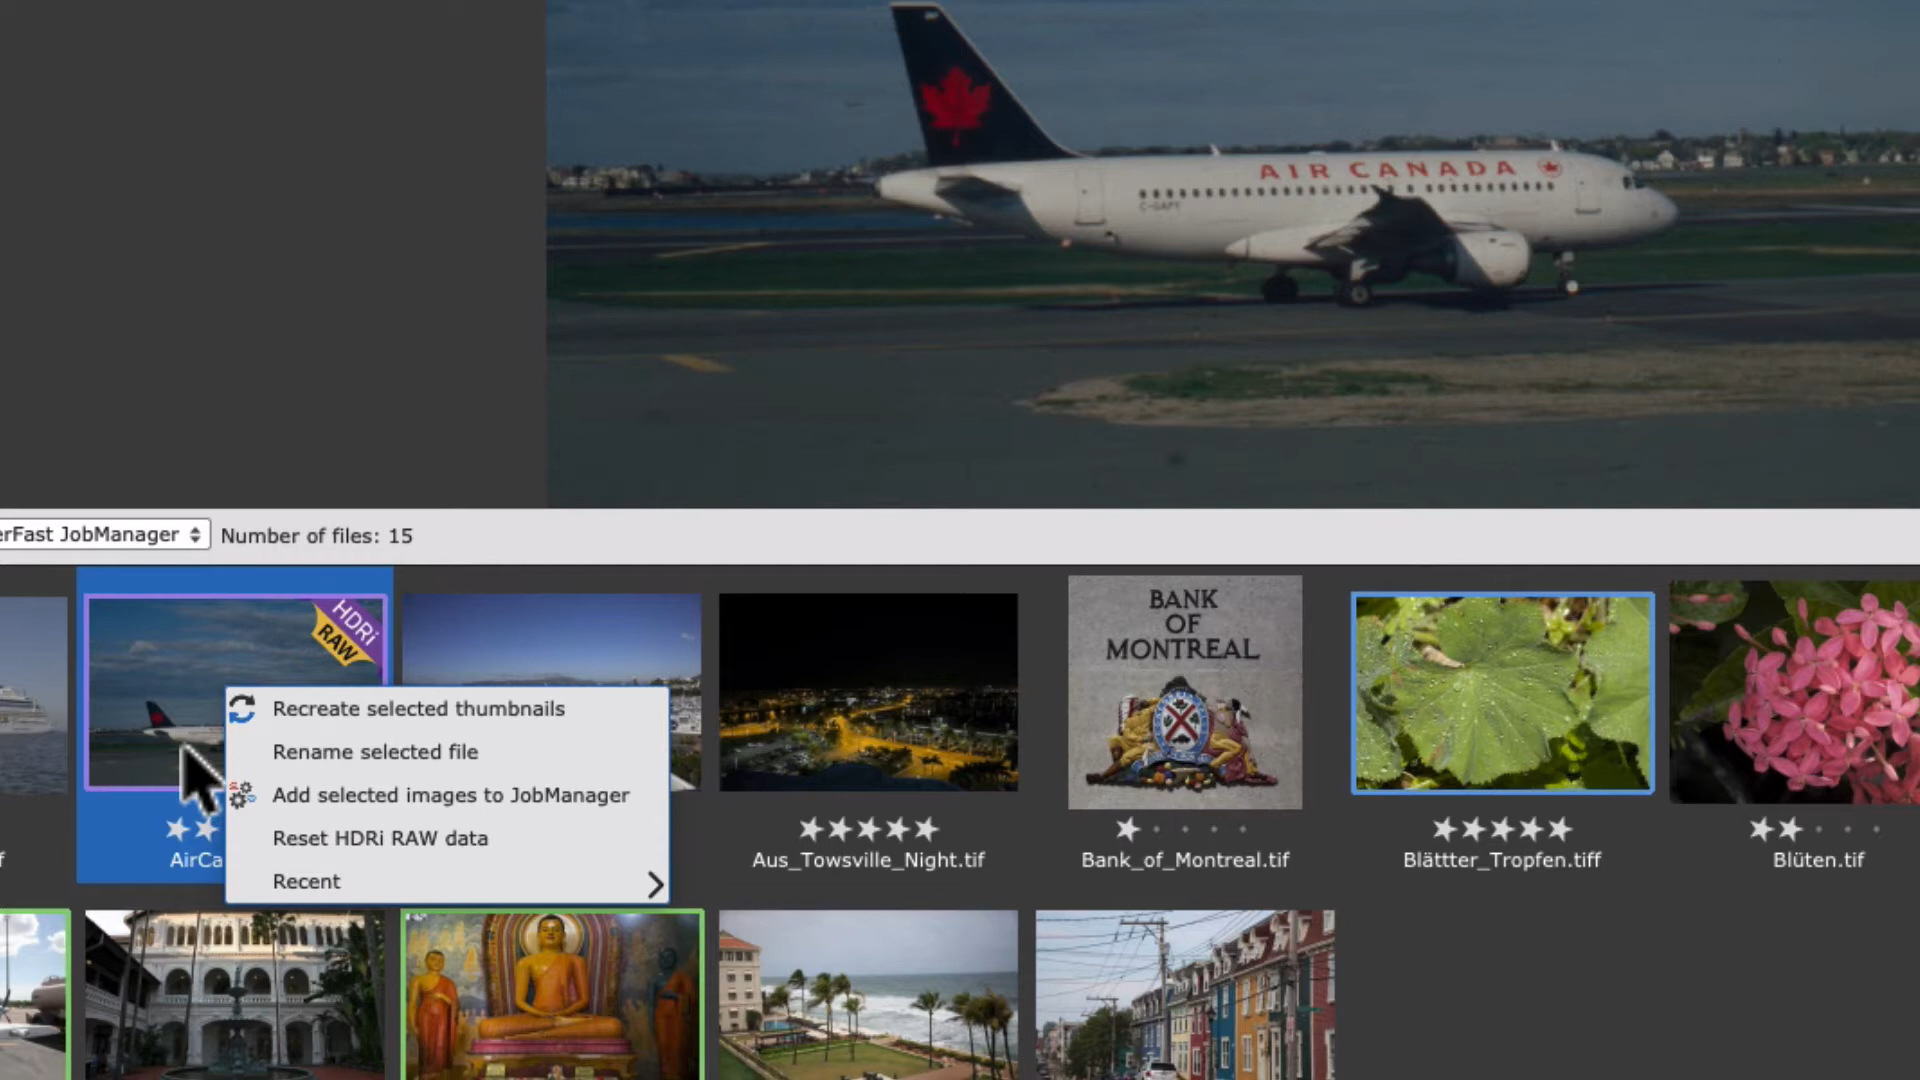 AIR CANADA
C-GAPY
erFast JobManager
Number of files: 15
HDRi
RAW
BANK
OF
MONTREAL
Recreate selected thumbnails
Rename selected file
Add selected images to JobManager
Reset HDRi RAW data
Recent
f
AirCa
Aus_Towsville_Night.tif
Bank_of_Montreal.tif
Blättter_Tropfen.tiff
Blüten.tif